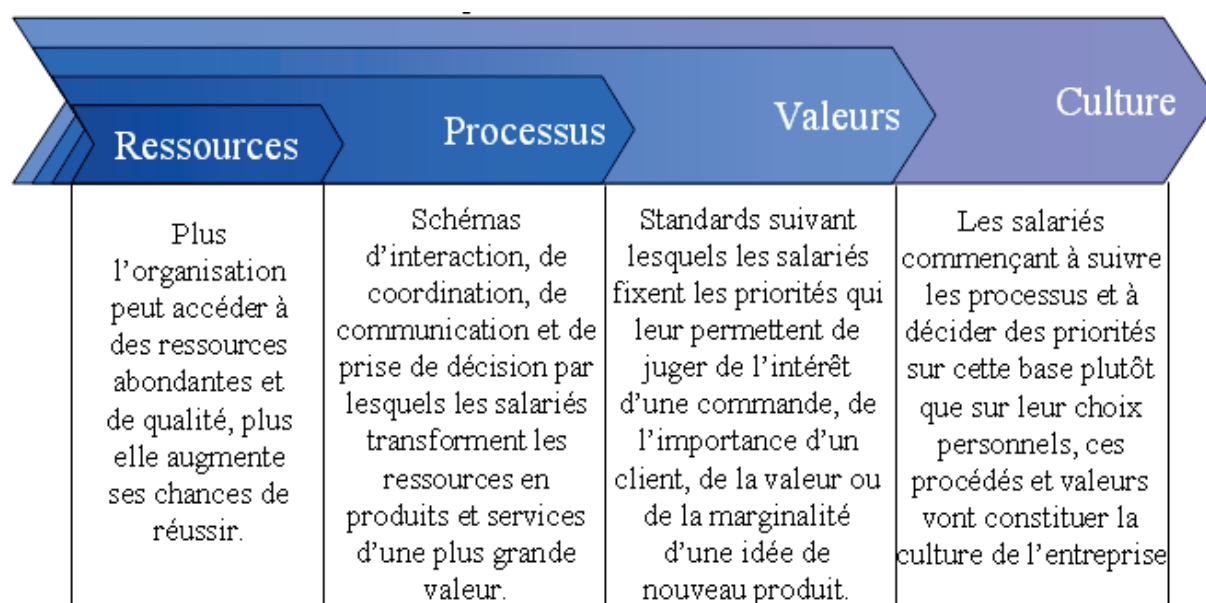 Ressources
Processus
Valeurs
Culture
Plus
l’organisation
peut accéder à
des ressources
abondantes et
de qualité, plus
elle augmente
ses chances de
réussir.
Schémas
d’interaction, de
coordination, de
communication et de
prise de décision par
lesquels les salariés
transforment les
ressources en
produits et services
d’une plus grande
valeur.
Standards suivant
lesquels les salariés
fixent les priorités qui
leur permettent de
juger de l’intérêt
d’une commande, de
l’importance d’un
client, de la valeur ou
de la marginalité
d’une idée de
nouveau produit.
Les salariés
commençant à suivre
les processus et à
décider des priorités
sur cette base plutôt
que sur leur choix
personnels, ces
procédés et valeurs
vont constituer la
culture de l’entreprise